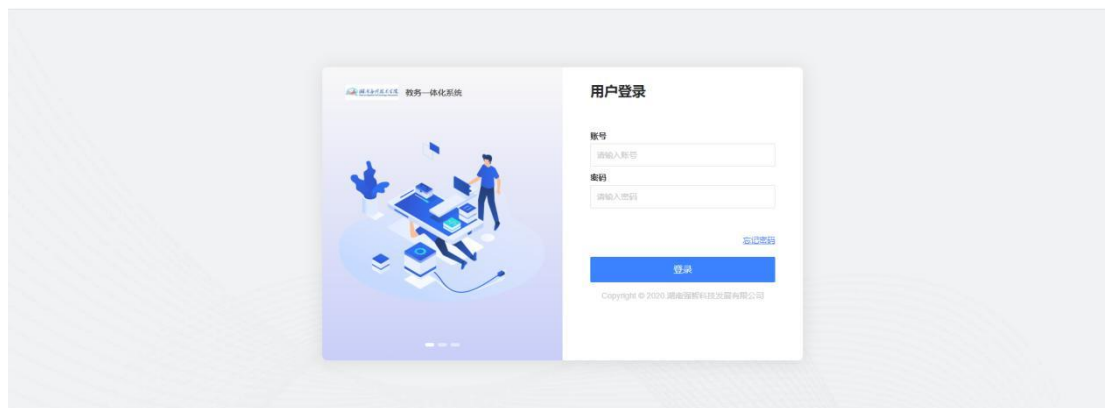 教务一体化系统
用户登录
账号
请输入账号
密码
请输入密码
忘记密码
登录
Copyright © 2020 湖南强智科技发展有限公司